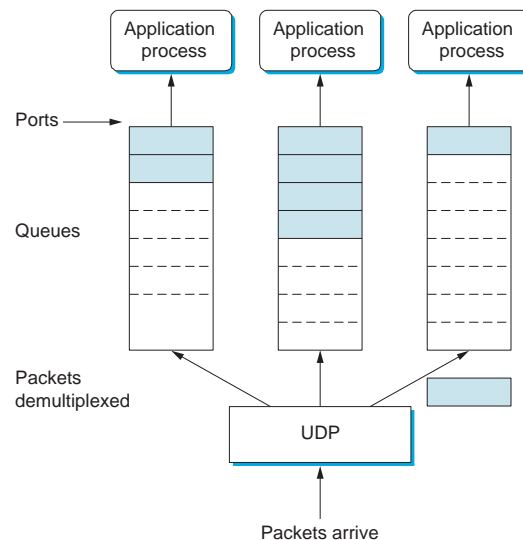 Application
process
Application
process
Application
process
Ports
Queues
Packets
demultiplexed
UDP
Packets arrive